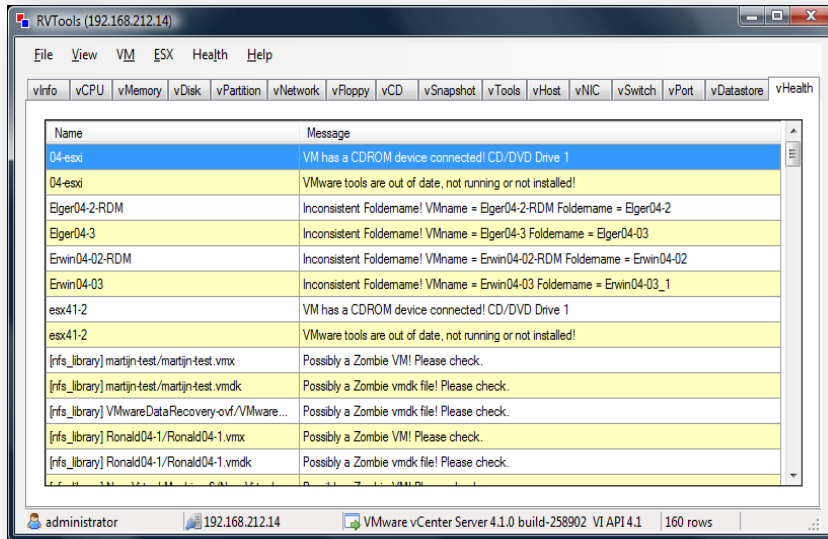 RVTools (192.168.212.14)
File View VM ESX Health Help
vInfo vCPU vMemory vDisk vPartition vNetwork vFloppy vCD vSnapshot vTools vHost vNIC vSwitch vPort vDatastore vHealth
Name Message
04-esxi VM has a CDROM device connected! CD/DVD Drive 1
04-esxi VMware tools are out of date, not running or not installed!
Elger04-2-RDM Inconsistent Foldername! VMname = Elger04-2-RDM Foldername = Elger04-2
Elger04-3 Inconsistent Foldername! VMname = Elger04-3 Foldername = Elger04-03
Erwin04-02-RDM Inconsistent Foldername! VMname = Erwin04-02-RDM Foldername = Erwin04-02
Erwin04-03 Inconsistent Foldername! VMname = Erwin04-03 Foldername = Erwin04-03_1
esx41-2 VM has a CDROM device connected! CD/DVD Drive 1
esx41-2 VMware tools are out of date, not running or not installed!
[nfs_library] martijn-test/martijn-test.vmx Possibly a Zombie VM! Please check.
[nfs_library] martijn-test/martijn-test.vmdk Possibly a Zombie vmdk file! Please check.
[nfs_library] VMwareDataRecovery-ovf/VMware... Possibly a Zombie vmdk file! Please check.
[nfs_library] Ronald04-1/Ronald04-1.vmx Possibly a Zombie VM! Please check.
[nfs_library] Ronald04-1/Ronald04-1.vmdk Possibly a Zombie vmdk file! Please check.
administrator 192.168.212.14 VMware vCenter Server 4.1.0 build-258902 VI API 4.1 160 rows